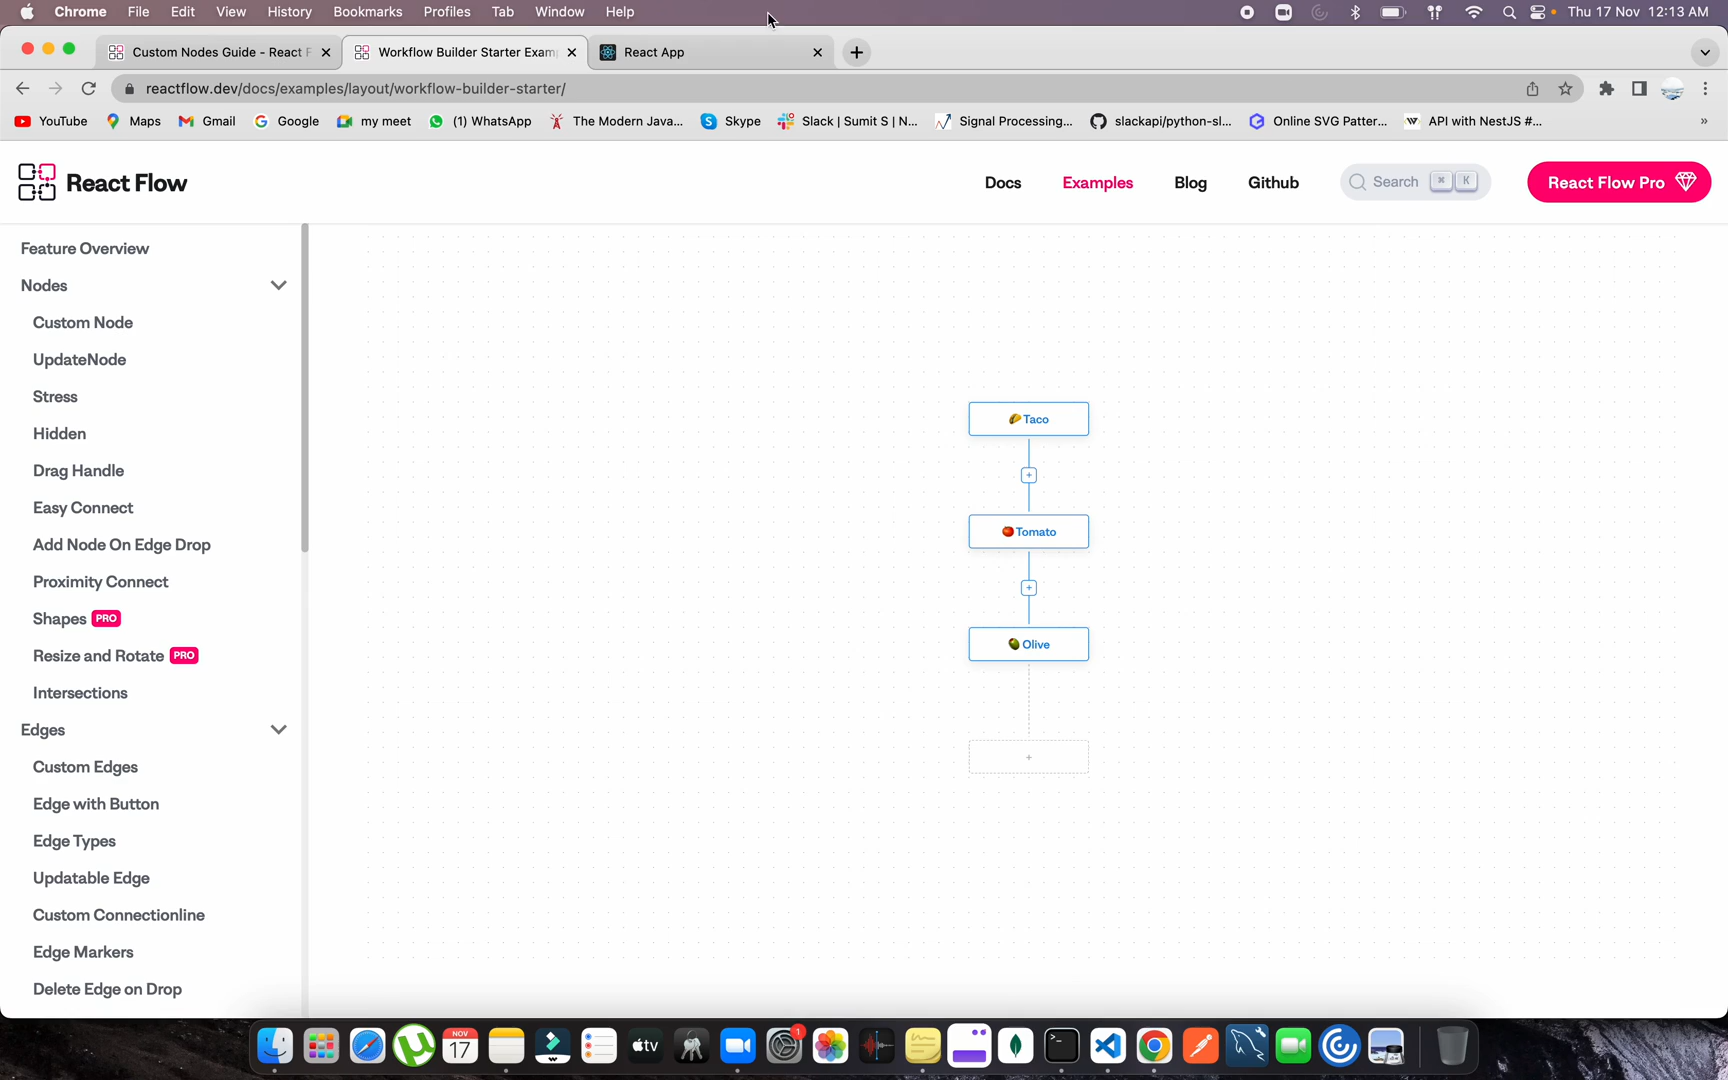 Chrome File Edit View History Bookmarks Profiles Tab Window Help Thu 17 Nov 12:13 AM
Custom Nodes Guide - React F Workflow Builder Starter Exam React App
reactflow.dev/docs/examples/layout/workflow-builder-starter/
YouTube Maps Gmail Google my meet (1) WhatsApp The Modern Java... Skype Slack | Sumit S | N... Signal Processing... slackapi/python-sl... Online SVG Patter... API with NestJS #... »
React Flow Docs Examples Blog Github Search ⌘ K React Flow Pro
Feature Overview
Nodes
Custom Node
UpdateNode
Stress
Hidden
Drag Handle
Easy Connect
Add Node On Edge Drop
Proximity Connect
Shapes PRO
Resize and Rotate PRO
Intersections
Edges
Custom Edges
Edge with Button
Edge Types
Updatable Edge
Custom Connectionline
Edge Markers
Delete Edge on Drop
🌮 Taco
+
🍅 Tomato
+
🫒 Olive
+
NOV
17
tv
1